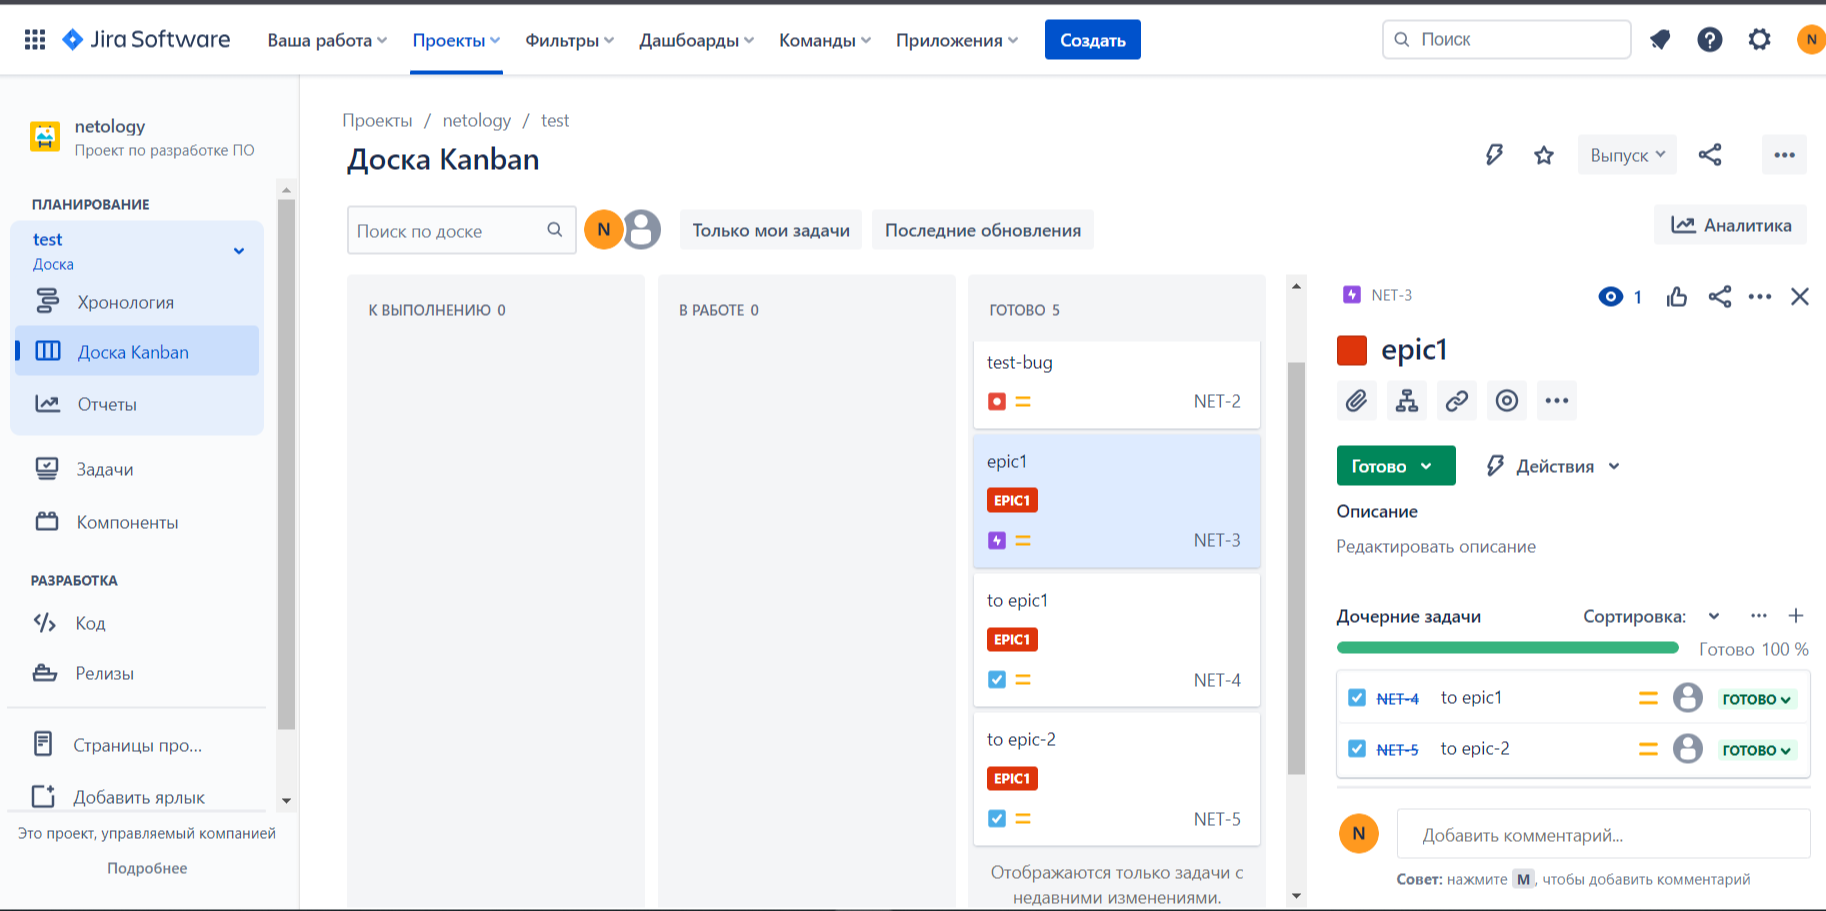 Jira Software Ваша работа Проекты Фильтры Дашборды Команды Приложения Создать Поиск N
netology
Проект по разработке ПО
ПЛАНИРОВАНИЕ
test
Доска
Хронология
Доска Kanban
Отчеты
Задачи
Компоненты
РАЗРАБОТКА
Код
Релизы
Страницы про...
Добавить ярлык
Это проект, управляемый компанией
Подробнее
Проекты / netology / test
Доска Kanban
Выпуск
Поиск по доске N Только мои задачи Последние обновления
Аналитика
К ВЫПОЛНЕНИЮ 0
В РАБОТЕ 0
ГОТОВО 5
test-bug
NET-2
epic1
EPIC1
NET-3
to epic1
EPIC1
NET-4
to epic-2
EPIC1
NET-5
Отображаются только задачи с
недавними изменениями.
NET-3 1
epic1
Готово Действия
Описание
Редактировать описание
Дочерние задачи Сортировка:
Готово 100 %
NET-4 to epic1 ГОТОВО
NET-5 to epic-2 ГОТОВО
N Добавить комментарий...
Совет: нажмите M, чтобы добавить комментарий